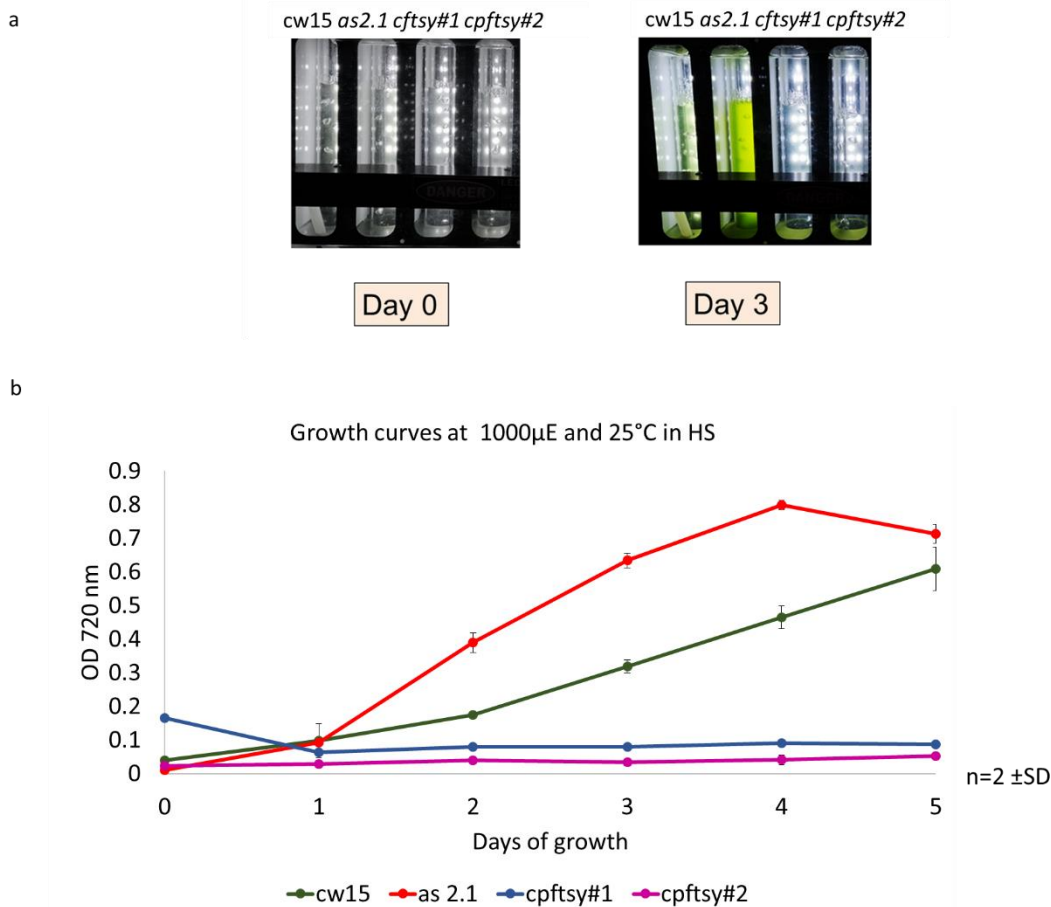 a
cw15 as2.1 cftsy#1 cpftsy#2
cw15 as2.1 cftsy#1 cpftsy#2
DANGER
Day 0
Day 3
b
Growth curves at 1000µE and 25°C in HS
OD 720 nm
0.9
0.8
0.7
0.6
0.5
0.4
0.3
0.2
0.1
0
0 1 2 3 4 5
n=2 ±SD
Days of growth
cw15 as 2.1 cpftsy#1 cpftsy#2